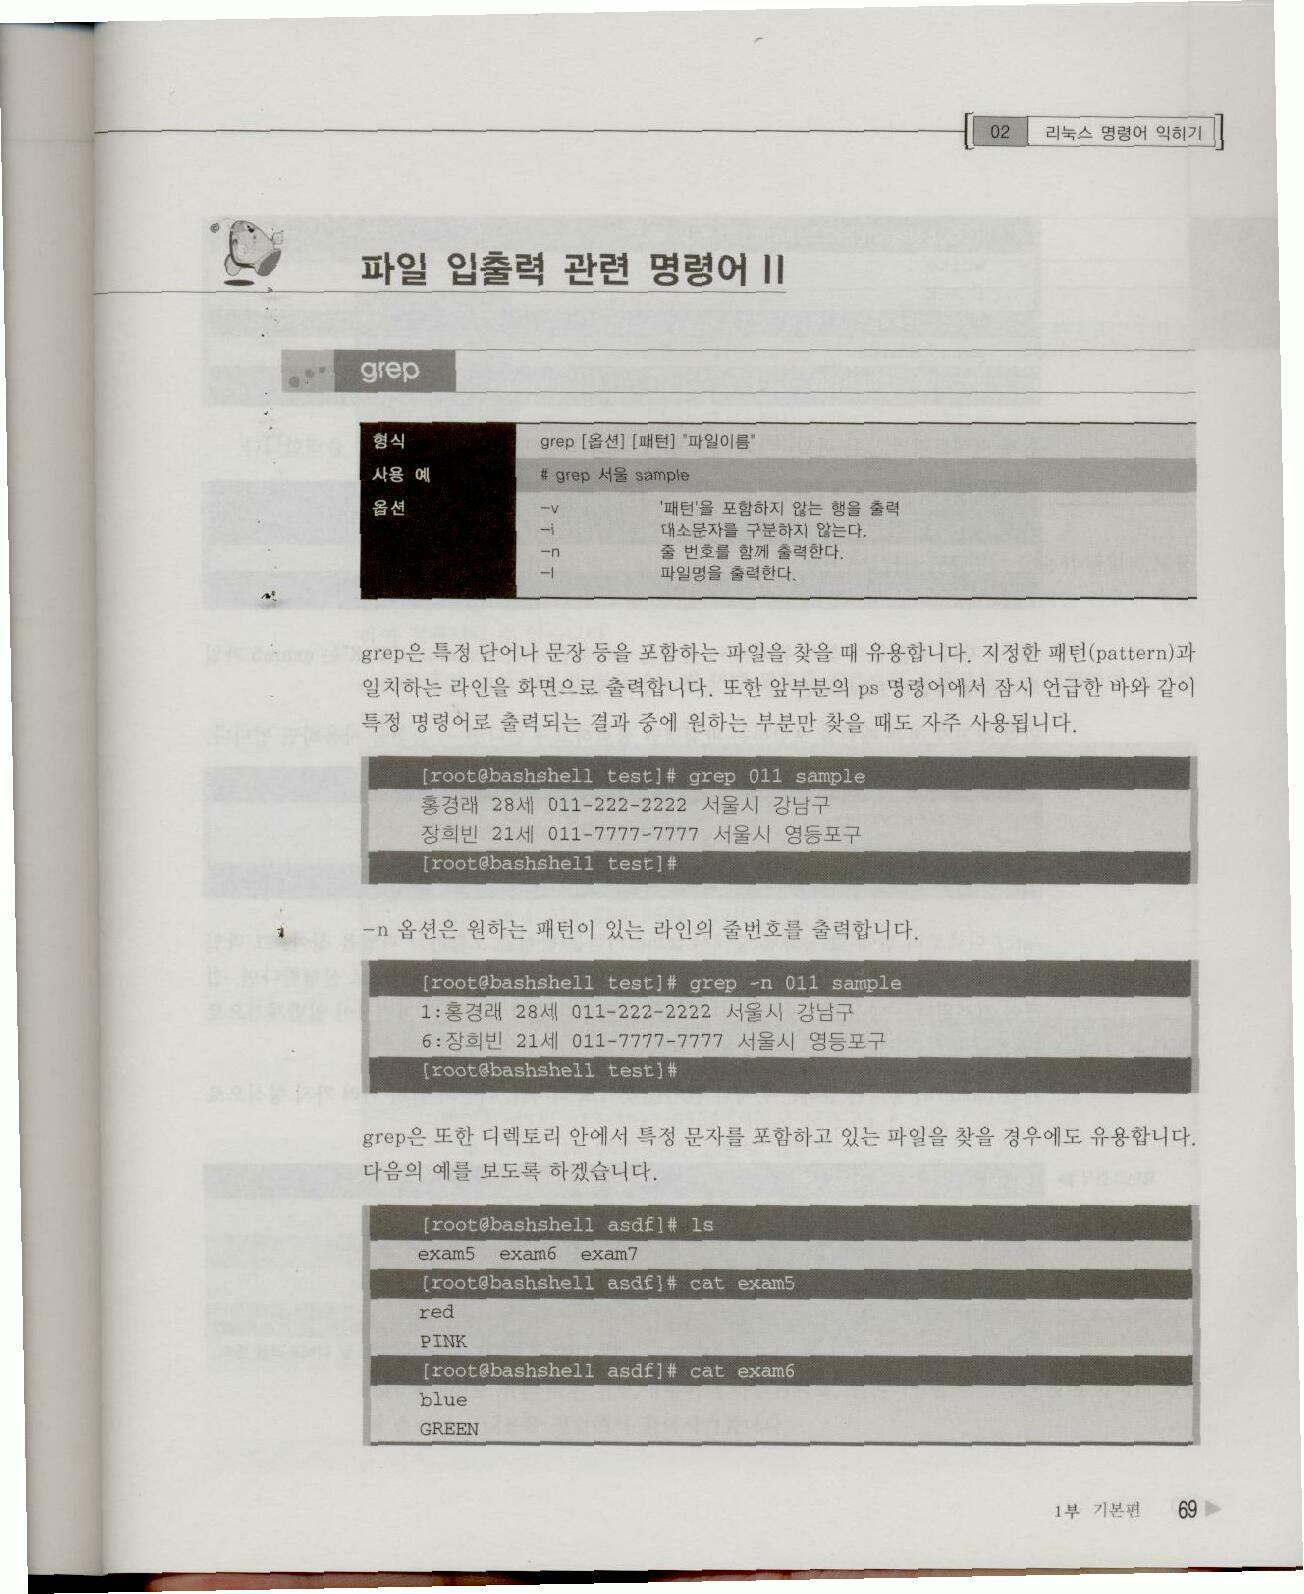 02 리눅스 명령어 익히기
파일 입출력 관련 명령어 II
grep
형식 grep [옵션] [패턴] "파일이름"
사용 예 # grep 서울 sample
옵션 -v '패턴'을 포함하지 않는 행을 출력
-i 대소문자를 구분하지 않는다.
-n 줄 번호를 함께 출력한다.
-l 파일명을 출력한다.
grep은 특정 단어나 문장 등을 포함하는 파일을 찾을 때 유용합니다. 지정한 패턴(pattern)과
일치하는 라인을 화면으로 출력합니다. 또한 앞부분의 ps 명령어에서 잠시 언급한 바와 같이
특정 명령어로 출력되는 결과 중에 원하는 부분만 찾을 때도 자주 사용됩니다.
[root@bashshell test]# grep 011 sample
홍경래 28세 011-222-2222 서울시 강남구
장희빈 21세 011-7777-7777 서울시 영등포구
[root@bashshell test]#
-n 옵션은 원하는 패턴이 있는 라인의 줄번호를 출력합니다.
[root@bashshell test]# grep -n 011 sample
1:홍경래 28세 011-222-2222 서울시 강남구
6:장희빈 21세 011-7777-7777 서울시 영등포구
[root@bashshell test]#
grep은 또한 디렉토리 안에서 특정 문자를 포함하고 있는 파일을 찾을 경우에도 유용합니다.
다음의 예를 보도록 하겠습니다.
[root@bashshell asdf]# ls
exam5 exam6 exam7
[root@bashshell asdf]# cat exam5
red
PINK
[root@bashshell asdf]# cat exam6
blue
GREEN
1부 기본편 69